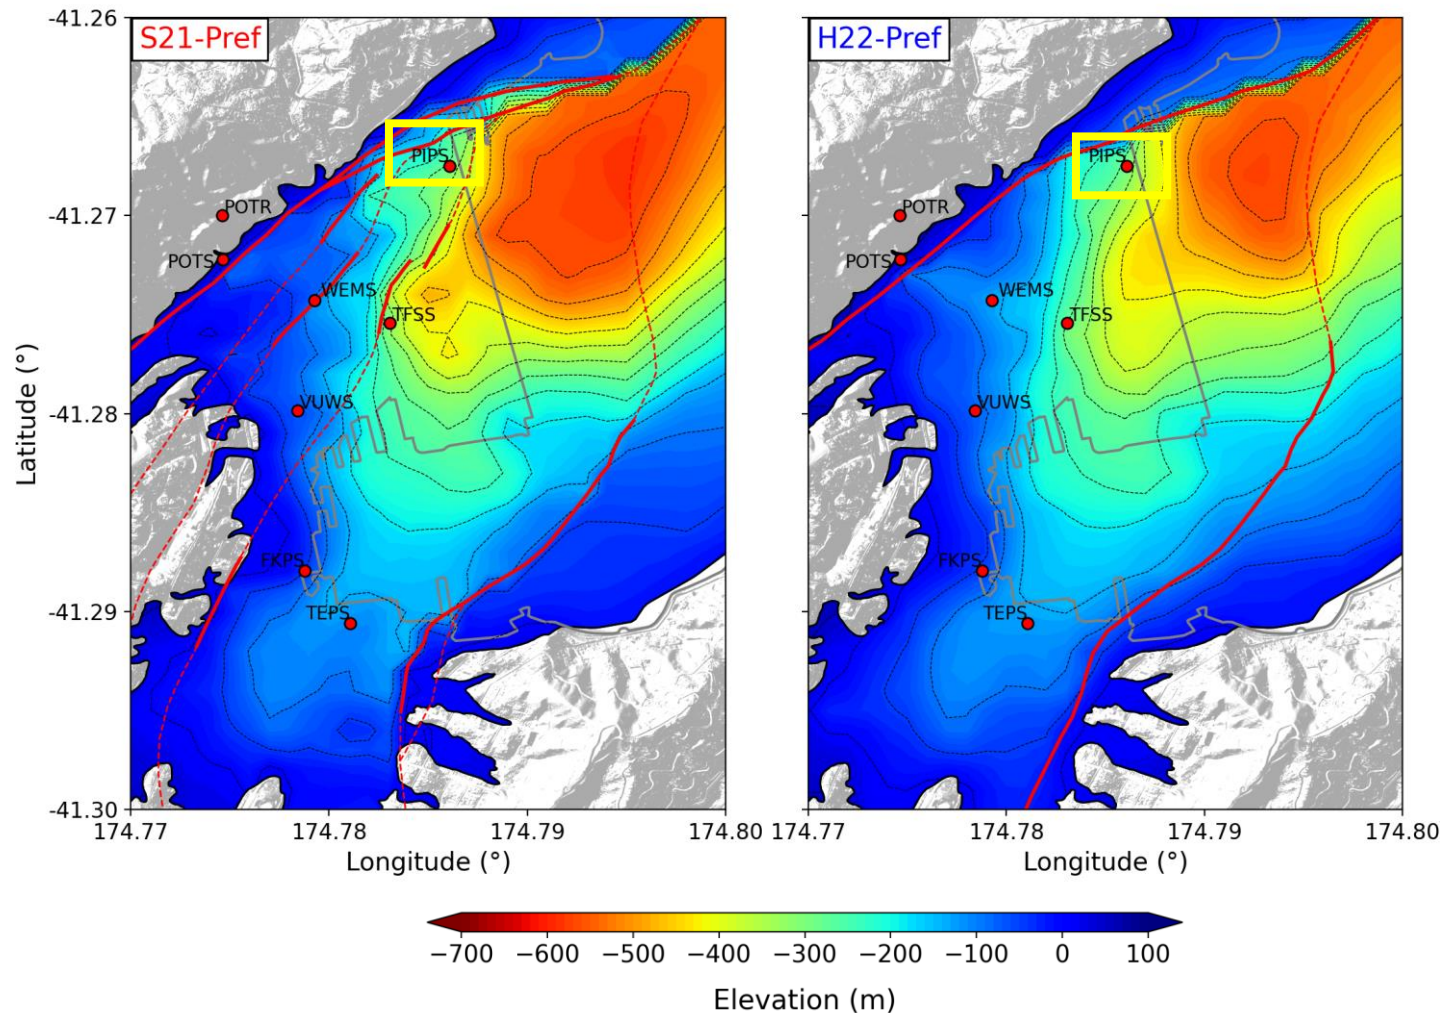 S21-Pref
H22-Pref
-41.26
-41.27
-41.28
-41.29
-41.30
Latitude (°)
PIPS
POTR
POTS
WEMS
TFSS
VUWS
FKPS
TEPS
PIPS
POTR
POTS
WEMS
TFSS
VUWS
FKPS
TEPS
174.77 174.78 174.79 174.80
174.77 174.78 174.79 174.80
Longitude (°)
Longitude (°)
−700 −600 −500 −400 −300 −200 −100 0 100
Elevation (m)